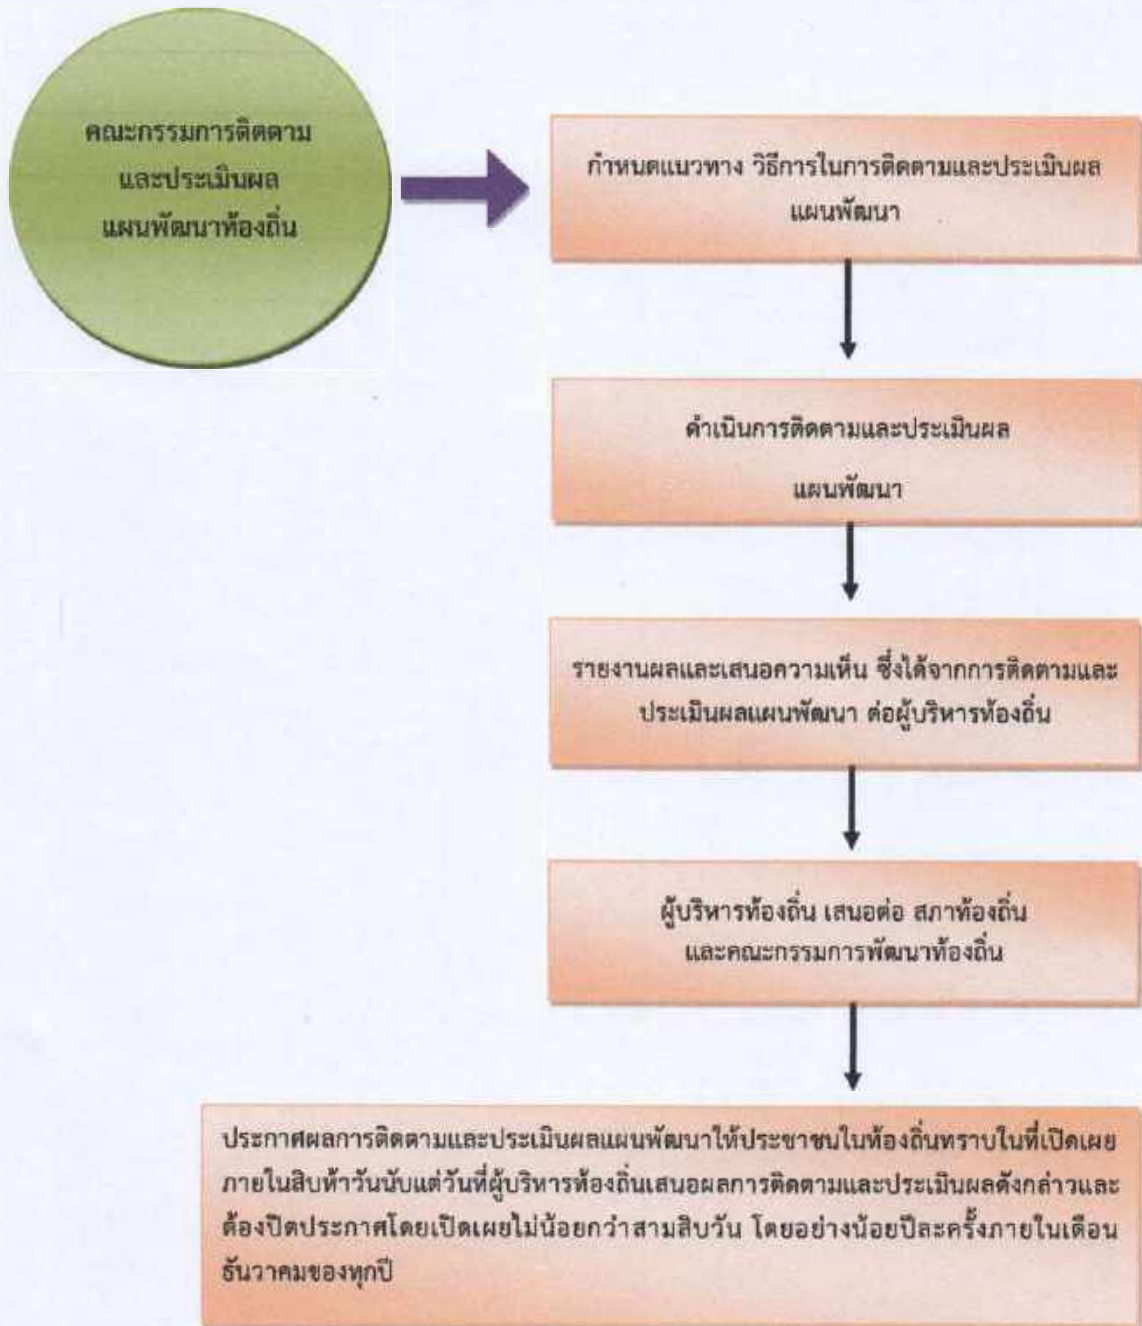 คณะกรรมการติดตาม
และประเมินผล
แผนพัฒนาท้องถิ่น
กำหนดแนวทาง วิธีการในการติดตามและประเมินผล
แผนพัฒนา
ดำเนินการติดตามและประเมินผล
แผนพัฒนา
รายงานผลและเสนอความเห็น ซึ่งได้จากการติดตามและ
ประเมินผลแผนพัฒนา ต่อผู้บริหารท้องถิ่น
ผู้บริหารท้องถิ่น เสนอต่อ สภาท้องถิ่น
และคณะกรรมการพัฒนาท้องถิ่น
ประกาศผลการติดตามและประเมินผลแผนพัฒนาให้ประชาชนในท้องถิ่นทราบในที่เปิดเผย
ภายในสิบห้าวันนับแต่วันที่ผู้บริหารท้องถิ่นเสนอผลการติดตามและประเมินผลดังกล่าวและ
ต้องปิดประกาศโดยเปิดเผยไม่น้อยกว่าสามสิบวัน โดยอย่างน้อยปีละครั้งภายในเดือน
ธันวาคมของทุกปี